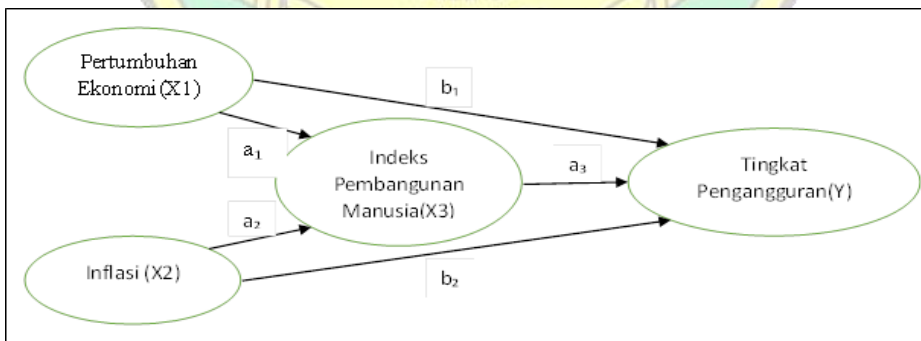 Pertumbuhan
Ekonomi (X1)
b₁
a₁
Indeks
Pembangunan
Manusia(X3)
a₃
Tingkat
Pengangguran(Y)
a₂
Inflasi (X2)
b₂